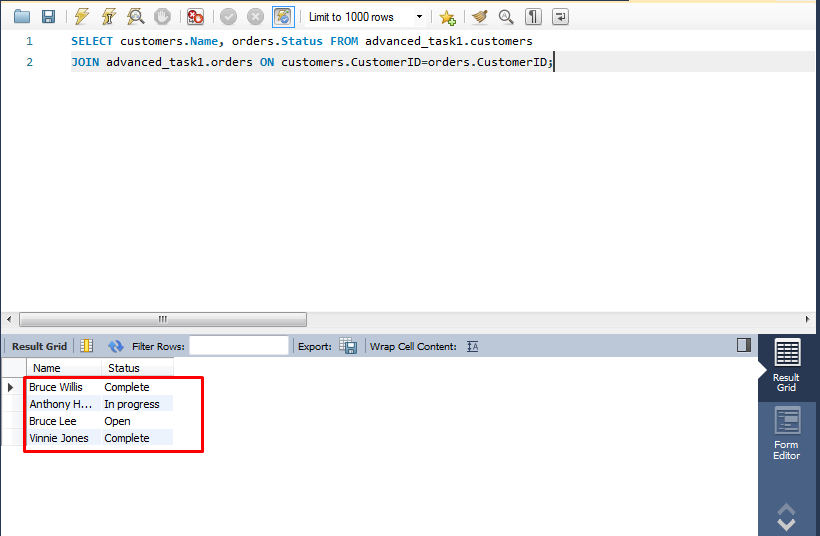 Limit to 1000 rows
1 SELECT customers.Name, orders.Status FROM advanced_task1.customers
2 JOIN advanced_task1.orders ON customers.CustomerID=orders.CustomerID;
Result Grid Filter Rows: Export: Wrap Cell Content:
Name Status
Bruce Willis Complete
Anthony H... In progress
Bruce Lee Open
Vinnie Jones Complete
Result
Grid
Form
Editor